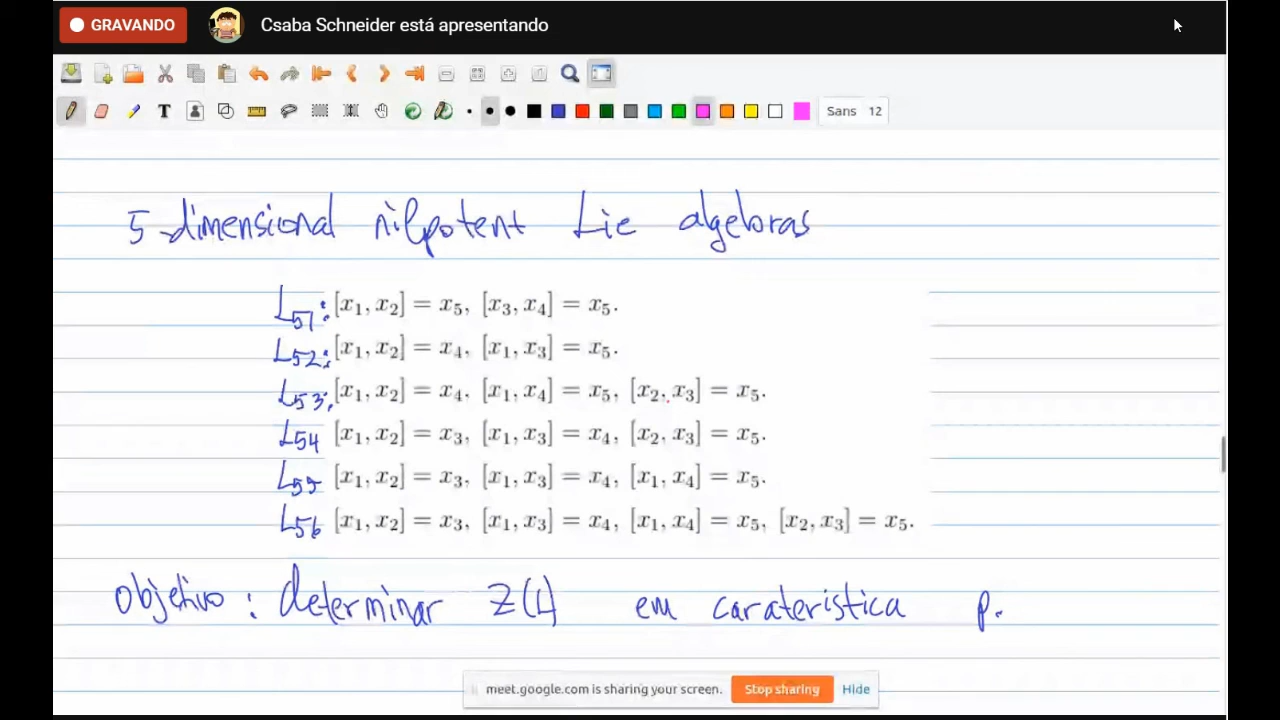 GRAVANDO Csaba Schneider está apresentando
T Sans 12
5-dimensional nilpotent Lie algebras
L51: [x₁, x₂] = x₅, [x₃, x₄] = x₅.
L52: [x₁, x₂] = x₄, [x₁, x₃] = x₅.
L53: [x₁, x₂] = x₄, [x₁, x₄] = x₅, [x₂, x₃] = x₅.
L54 [x₁, x₂] = x₃, [x₁, x₃] = x₄, [x₂, x₃] = x₅.
L55 [x₁, x₂] = x₃, [x₁, x₃] = x₄, [x₁, x₄] = x₅.
L56 [x₁, x₂] = x₃, [x₁, x₃] = x₄, [x₁, x₄] = x₅, [x₂, x₃] = x₅.
Objetivo: determinar Z(L) em caraterística p.
meet.google.com is sharing your screen. Stop sharing Hide